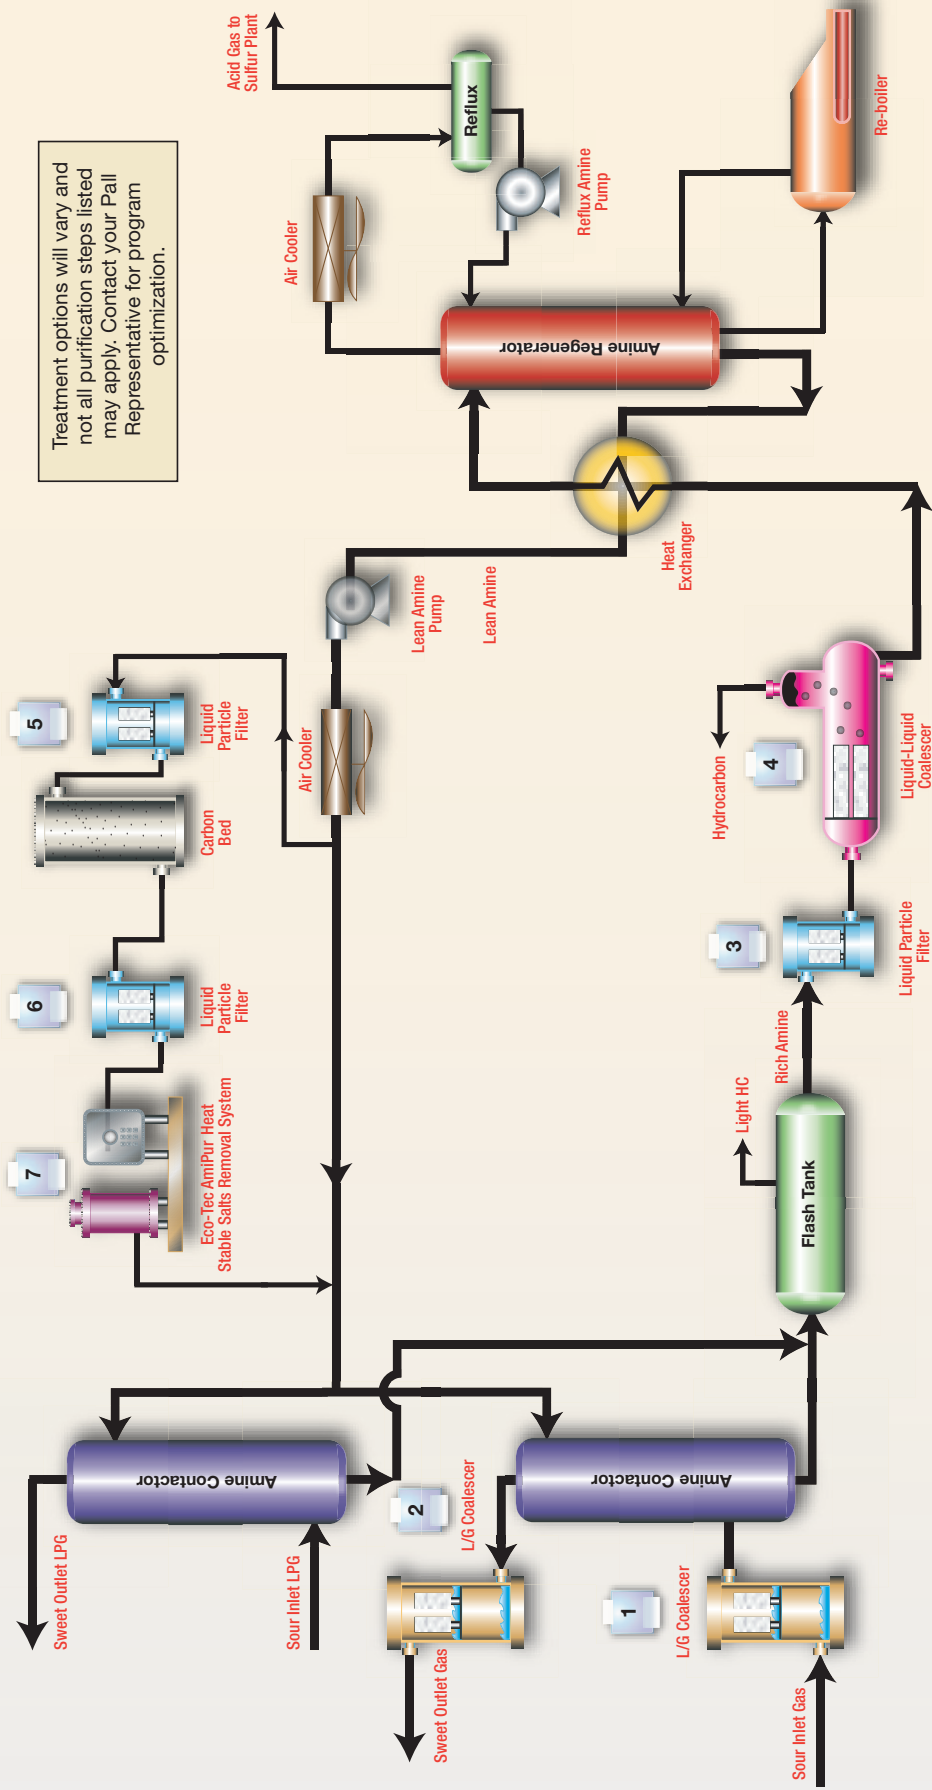 Treatment options will vary and
not all purification steps listed
may apply. Contact your Pall
Representative for program
optimization.
Acid Gas to
Sulfur Plant
Reflux
Air Cooler
Reflux Amine
Pump
Re-boiler
Amine Regenerator
Heat
Exchanger
Lean Amine
Pump
Lean Amine
Air Cooler
5
Liquid
Particle
Filter
Carbon
Bed
6
Liquid
Particle
Filter
7
Eco-Tec AmiPur Heat
Stable Salts Removal System
Hydrocarbon
4
Liquid-Liquid
Coalescer
3
Liquid Particle
Filter
Rich Amine
Light HC
Flash Tank
Amine Contactor
Sweet Outlet LPG
Sour Inlet LPG
2
L/G Coalescer
Amine Contactor
Sweet Outlet Gas
1
L/G Coalescer
Sour Inlet Gas